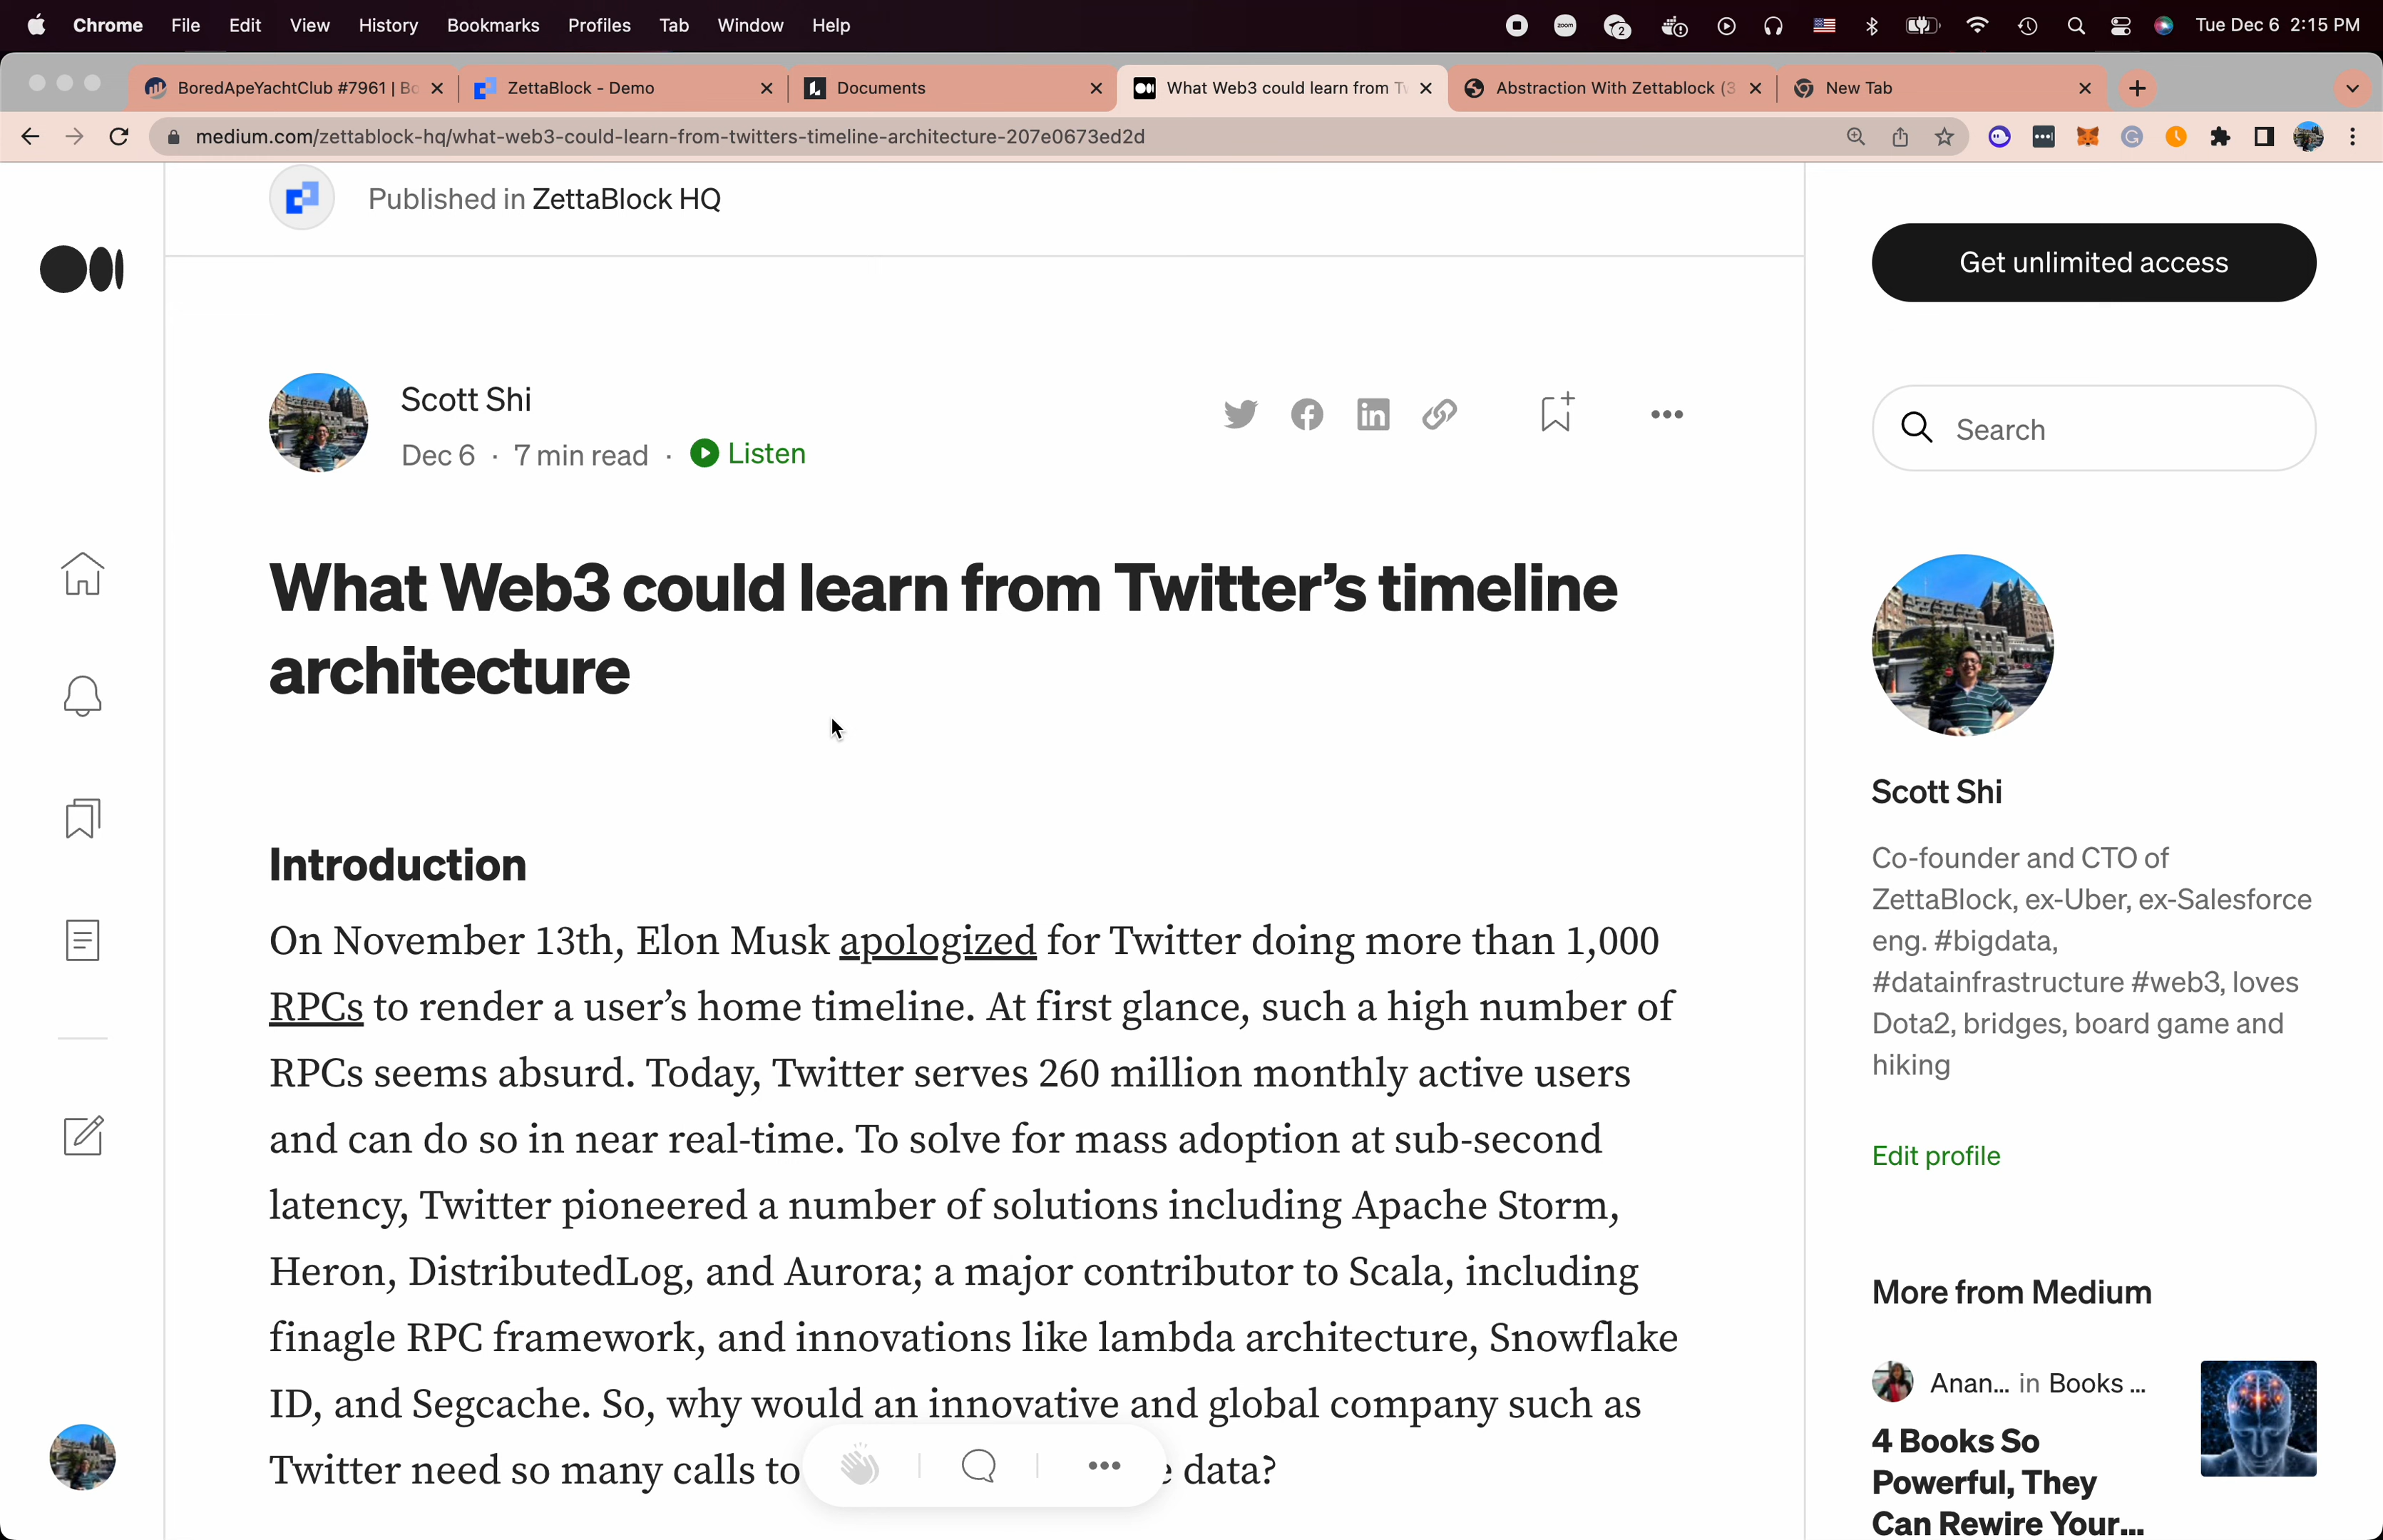 Chrome File Edit View History Bookmarks Profiles Tab Window Help
zoom 2 Tue Dec 6 2:15 PM
BoredApeYachtClub #7961 | Bo ZettaBlock - Demo Documents What Web3 could learn from Tw Abstraction With Zettablock (3 New Tab
medium.com/zettablock-hq/what-web3-could-learn-from-twitters-timeline-architecture-207e0673ed2d
Published in ZettaBlock HQ
Scott Shi
Dec 6 · 7 min read · Listen
What Web3 could learn from Twitter’s timeline
architecture
Introduction
On November 13th, Elon Musk apologized for Twitter doing more than 1,000
RPCs to render a user’s home timeline. At first glance, such a high number of
RPCs seems absurd. Today, Twitter serves 260 million monthly active users
and can do so in near real-time. To solve for mass adoption at sub-second
latency, Twitter pioneered a number of solutions including Apache Storm,
Heron, DistributedLog, and Aurora; a major contributor to Scala, including
finagle RPC framework, and innovations like lambda architecture, Snowflake
ID, and Segcache. So, why would an innovative and global company such as
Twitter need so many calls to data?
Get unlimited access
Search
Scott Shi
Co-founder and CTO of
ZettaBlock, ex-Uber, ex-Salesforce
eng. #bigdata,
#datainfrastructure #web3, loves
Dota2, bridges, board game and
hiking
Edit profile
More from Medium
Anan... in Books ...
4 Books So
Powerful, They
Can Rewire Your...